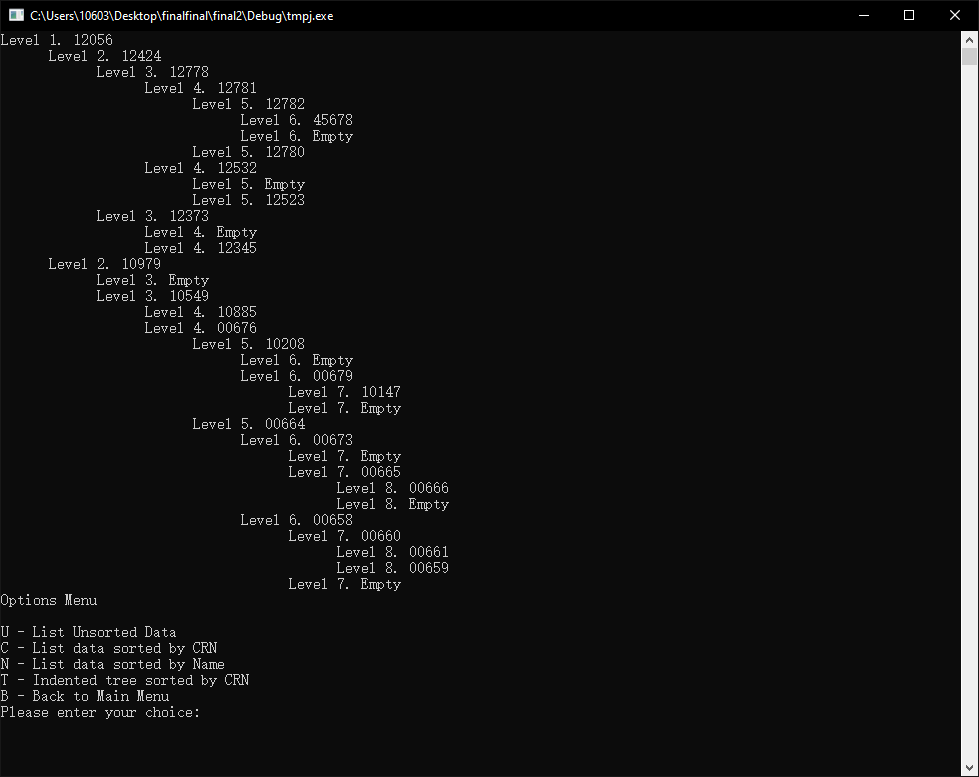 C:\Users\10603\Desktop\finalfinal\final2\Debug\tmpj.exe
Level 1. 12056
Level 2. 12424
Level 3. 12778
Level 4. 12781
Level 5. 12782
Level 6. 45678
Level 6. Empty
Level 5. 12780
Level 4. 12532
Level 5. Empty
Level 5. 12523
Level 3. 12373
Level 4. Empty
Level 4. 12345
Level 2. 10979
Level 3. Empty
Level 3. 10549
Level 4. 10885
Level 4. 00676
Level 5. 10208
Level 6. Empty
Level 6. 00679
Level 7. 10147
Level 7. Empty
Level 5. 00664
Level 6. 00673
Level 7. Empty
Level 7. 00665
Level 8. 00666
Level 8. Empty
Level 6. 00658
Level 7. 00660
Level 8. 00661
Level 8. 00659
Level 7. Empty
Options Menu
U - List Unsorted Data
C - List data sorted by CRN
N - List data sorted by Name
T - Indented tree sorted by CRN
B - Back to Main Menu
Please enter your choice: